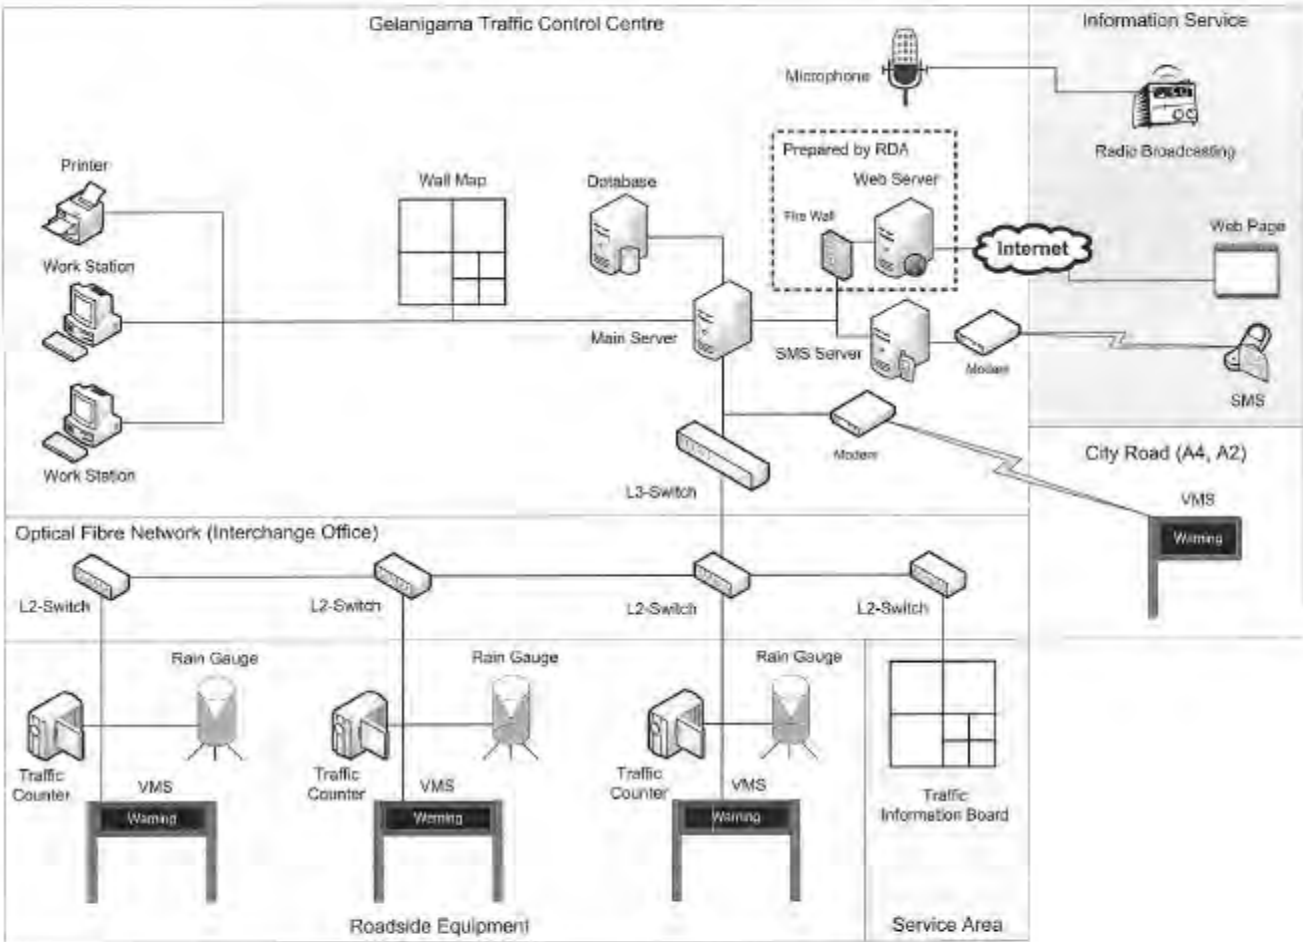 Gelanigama Traffic Control Centre
Information Service
Microphone
Radio Broadcasting
Prepared by RDA
Printer
Wall Map
Database
Web Server
Fire Wall
Web Page
Internet
Work Station
Main Server
SMS Server
Modem
SMS
Work Station
Modem
L3-Switch
City Road (A4, A2)
VMS
Warning
Optical Fibre Network (Interchange Office)
L2-Switch
L2-Switch
L2-Switch
L2-Switch
Rain Gauge
Rain Gauge
Rain Gauge
Traffic
Counter
VMS
Warning
Traffic
Counter
VMS
Warning
Traffic
Counter
VMS
Warning
Traffic
Information Board
Roadside Equipment
Service Area